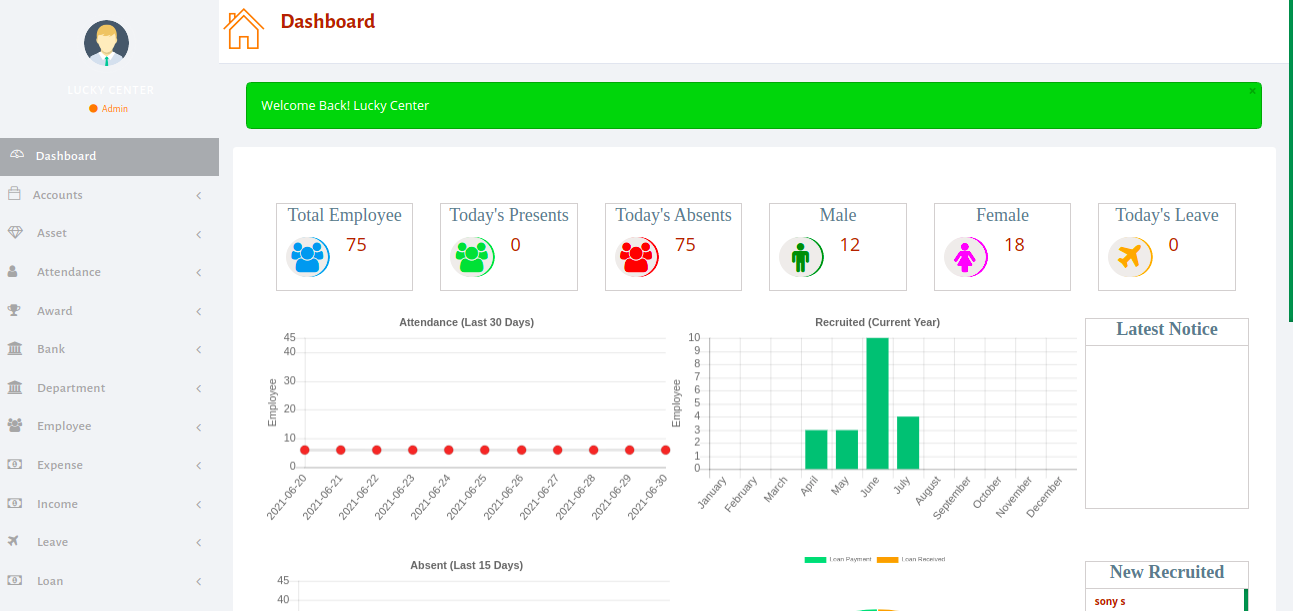 Dashboard
LUCKY CENTER
Admin
Welcome Back! Lucky Center
×
Dashboard
Accounts
Asset
Attendance
Award
Bank
Department
Employee
Expense
Income
Leave
Loan
Total Employee
75
Today's Presents
0
Today's Absents
75
Male
12
Female
18
Today's Leave
0
Attendance (Last 30 Days)
Employee
45
40
30
20
10
0
2021-06-20
2021-06-21
2021-06-22
2021-06-23
2021-06-24
2021-06-25
2021-06-26
2021-06-27
2021-06-28
2021-06-29
2021-06-30
Recruited (Current Year)
Employee
10
9
8
7
6
5
4
3
2
1
0
January
February
March
April
May
June
July
August
September
October
November
December
Latest Notice
Absent (Last 15 Days)
45
40
Loan Payment
Loan Received
New Recruited
sony s